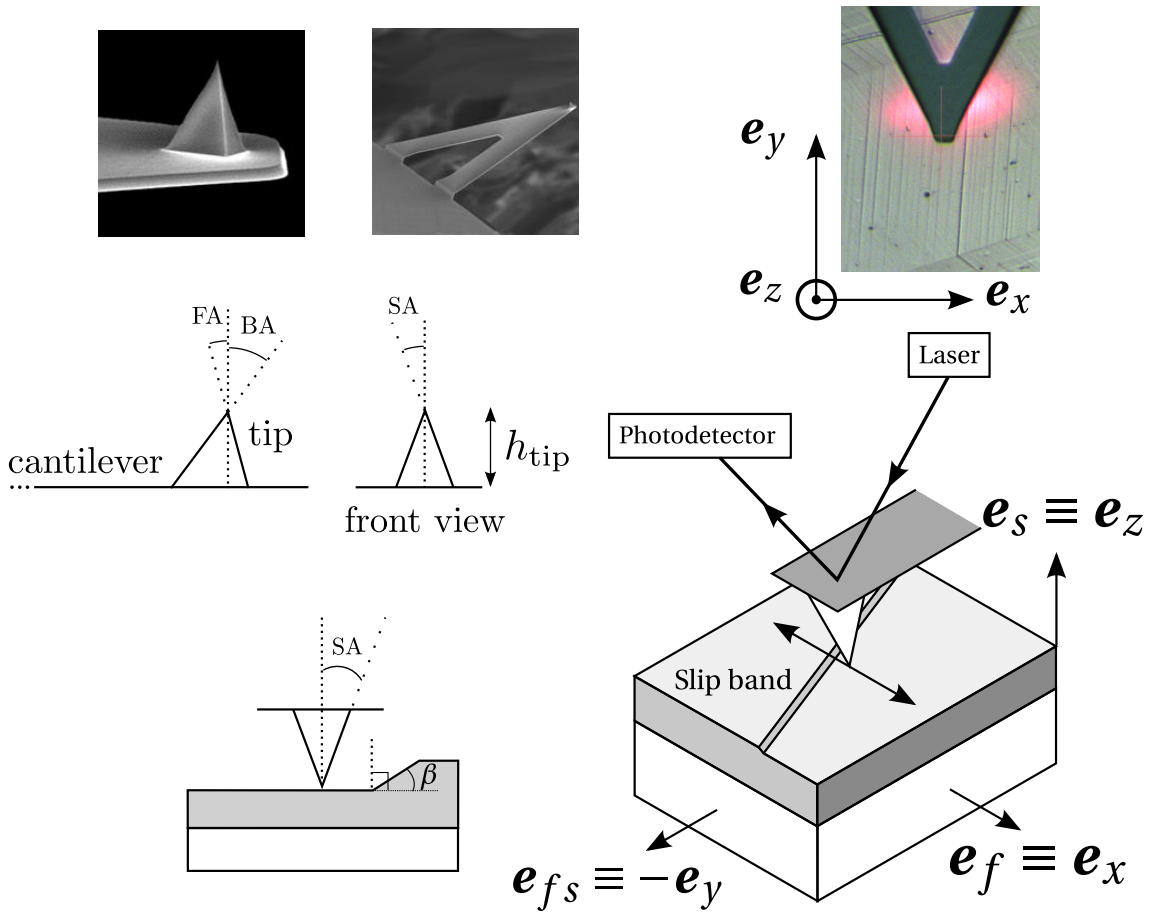 e_y
e_z
e_x
FA
BA
SA
Laser
Photodetector
tip
cantilever
...
h_tip
front view
e_s ≡ e_z
SA
Slip band
β
e_fs ≡ −e_y
e_f ≡ e_x